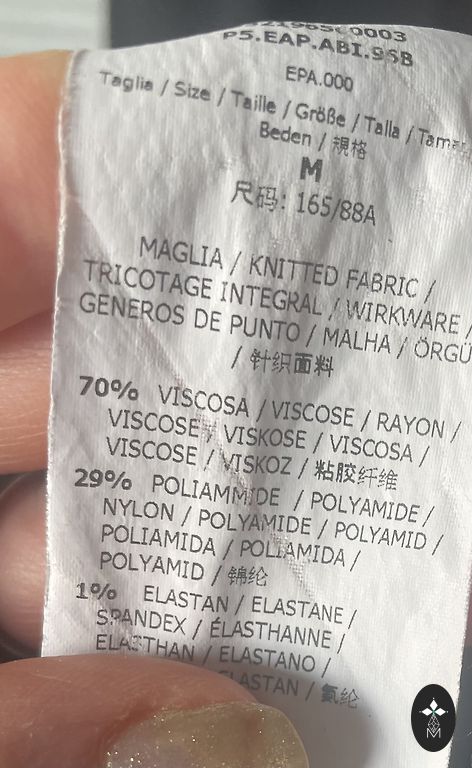 P5.EAP.ABI.96B
EPA.000
Taglia / Size / Taille / Größe / Talla /
Beden / 規格
M
尺码: 165/88A
MAGLIA / KNITTED FABRIC /
TRICOTAGE INTEGRAL / WIRKWARE /
GENEROS DE PUNTO / MALHA / ÖRGÜ
/ 针织面料
70% VISCOSA / VISCOSE / RAYON /
VISCOSE / VISKOSE / VISCOSA /
VISCOSE / VISKOZ / 粘胶纤维
29% POLIAMMIDE / POLYAMIDE /
NYLON / POLYAMIDE / POLYAMID /
POLIAMIDA / POLIAMIDA /
POLYAMID / 锦纶
1% ELASTAN / ELASTANE /
SPANDEX / ÉLASTHANNE /
ELASTHAN / ELASTANO /
ELASTAN / 氨纶
M